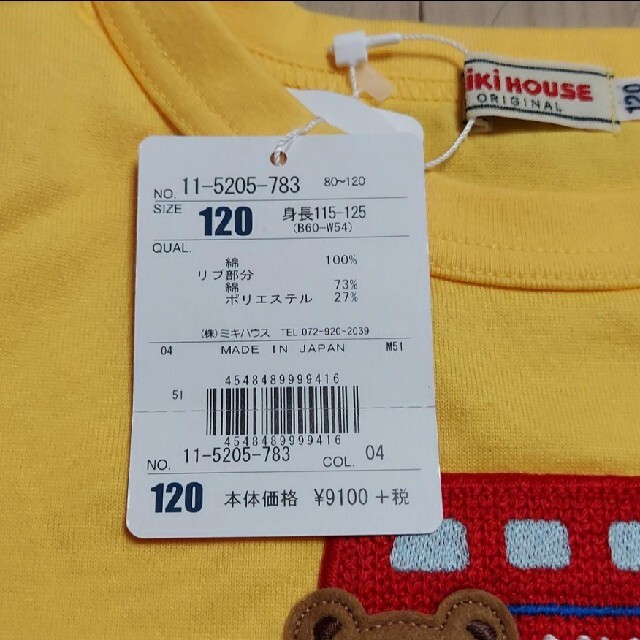 iKi HOUSE
ORIGINAL
120
NO. 11-5205-783 80~120
SIZE 120 身長115-125
(B60-W54)
QUAL.
綿 100%
リブ部分
綿 73%
ポリエステル 27%
(株)ミキハウス TEL.072-920-2039
04 MADE IN JAPAN M51
4548489999416
51
4548489999416
NO. 11-5205-783 COL. 04
120 本体価格 ¥9100 +税